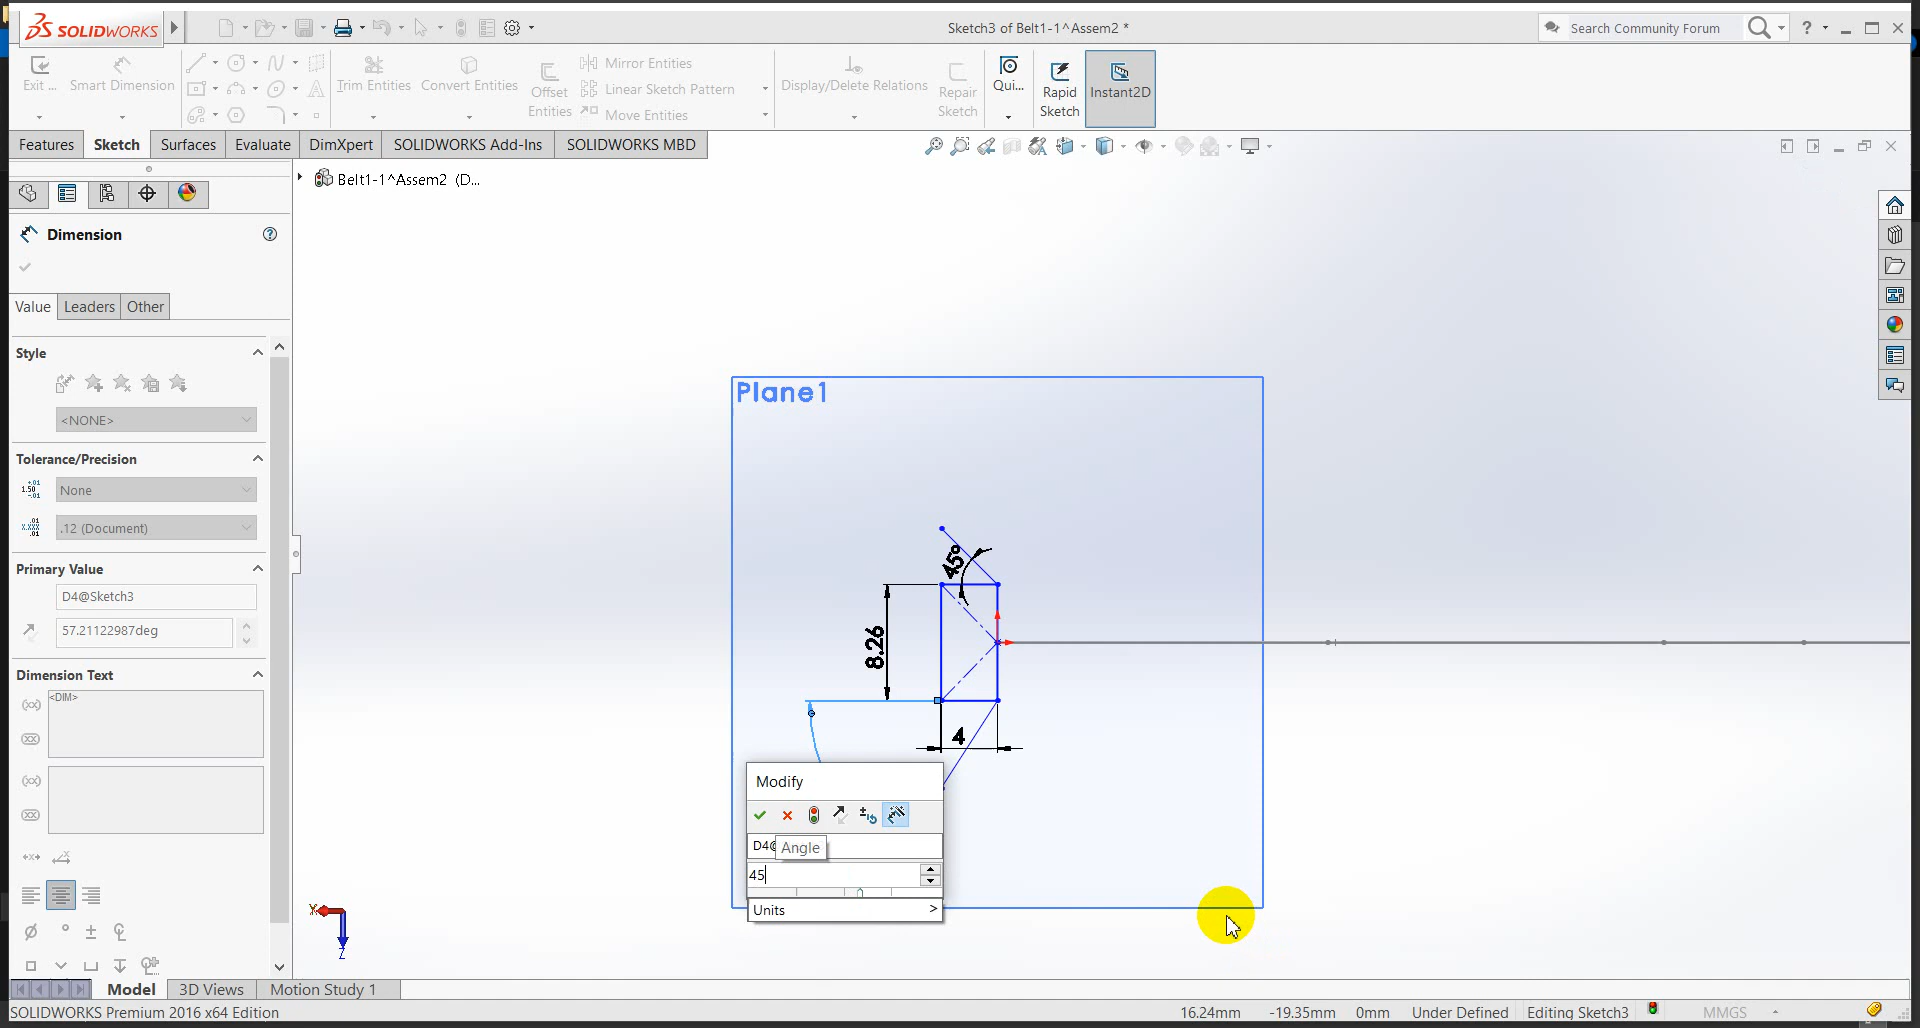 SOLIDWORKS
Sketch3 of Belt1-1^Assem2 *
Search Community Forum
?
Exit ...
Smart Dimension
Trim Entities
Convert Entities
Offset
Entities
Mirror Entities
Linear Sketch Pattern
Move Entities
Display/Delete Relations
Repair
Sketch
Qui...
Rapid
Sketch
Instant2D
Features
Sketch
Surfaces
Evaluate
DimXpert
SOLIDWORKS Add-Ins
SOLIDWORKS MBD
Belt1-1^Assem2 (D...
Dimension
?
Value
Leaders
Other
Style
<NONE>
Tolerance/Precision
None
.12 (Document)
Primary Value
D4@Sketch3
57.21122987deg
Dimension Text
<DIM>
(xx)
(xx)
Plane1
45°
8.26
4
Modify
D4@
Angle
45
Units
X
Z
Model
3D Views
Motion Study 1
SOLIDWORKS Premium 2016 x64 Edition
16.24mm
-19.35mm
0mm
Under Defined
Editing Sketch3
MMGS